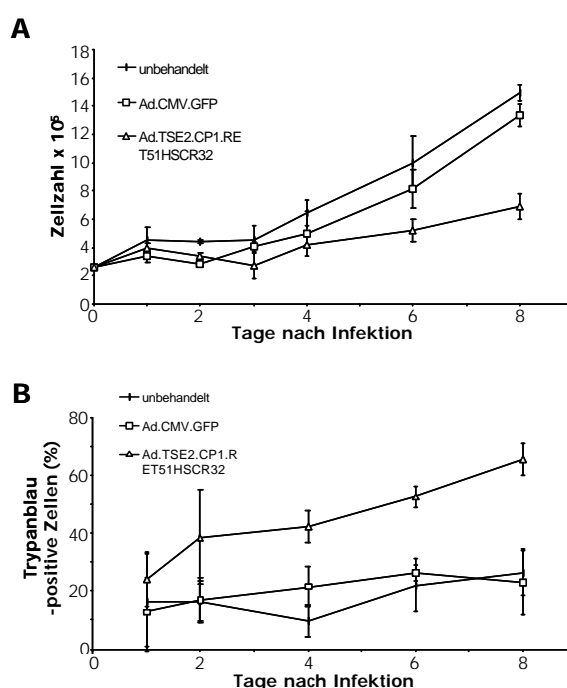 A
18
16
14
12
10
8
6
4
2
0
Zellzahl x 10⁵
unbehandelt
Ad.CMV.GFP
Ad.TSE2.CP1.RE
T51HSCR32
0
2
4
6
8
Tage nach Infektion
B
80
60
40
20
0
Trypanblau
-positive Zellen (%)
unbehandelt
Ad.CMV.GFP
Ad.TSE2.CP1.R
ET51HSCR32
0
2
4
6
8
Tage nach Infektion